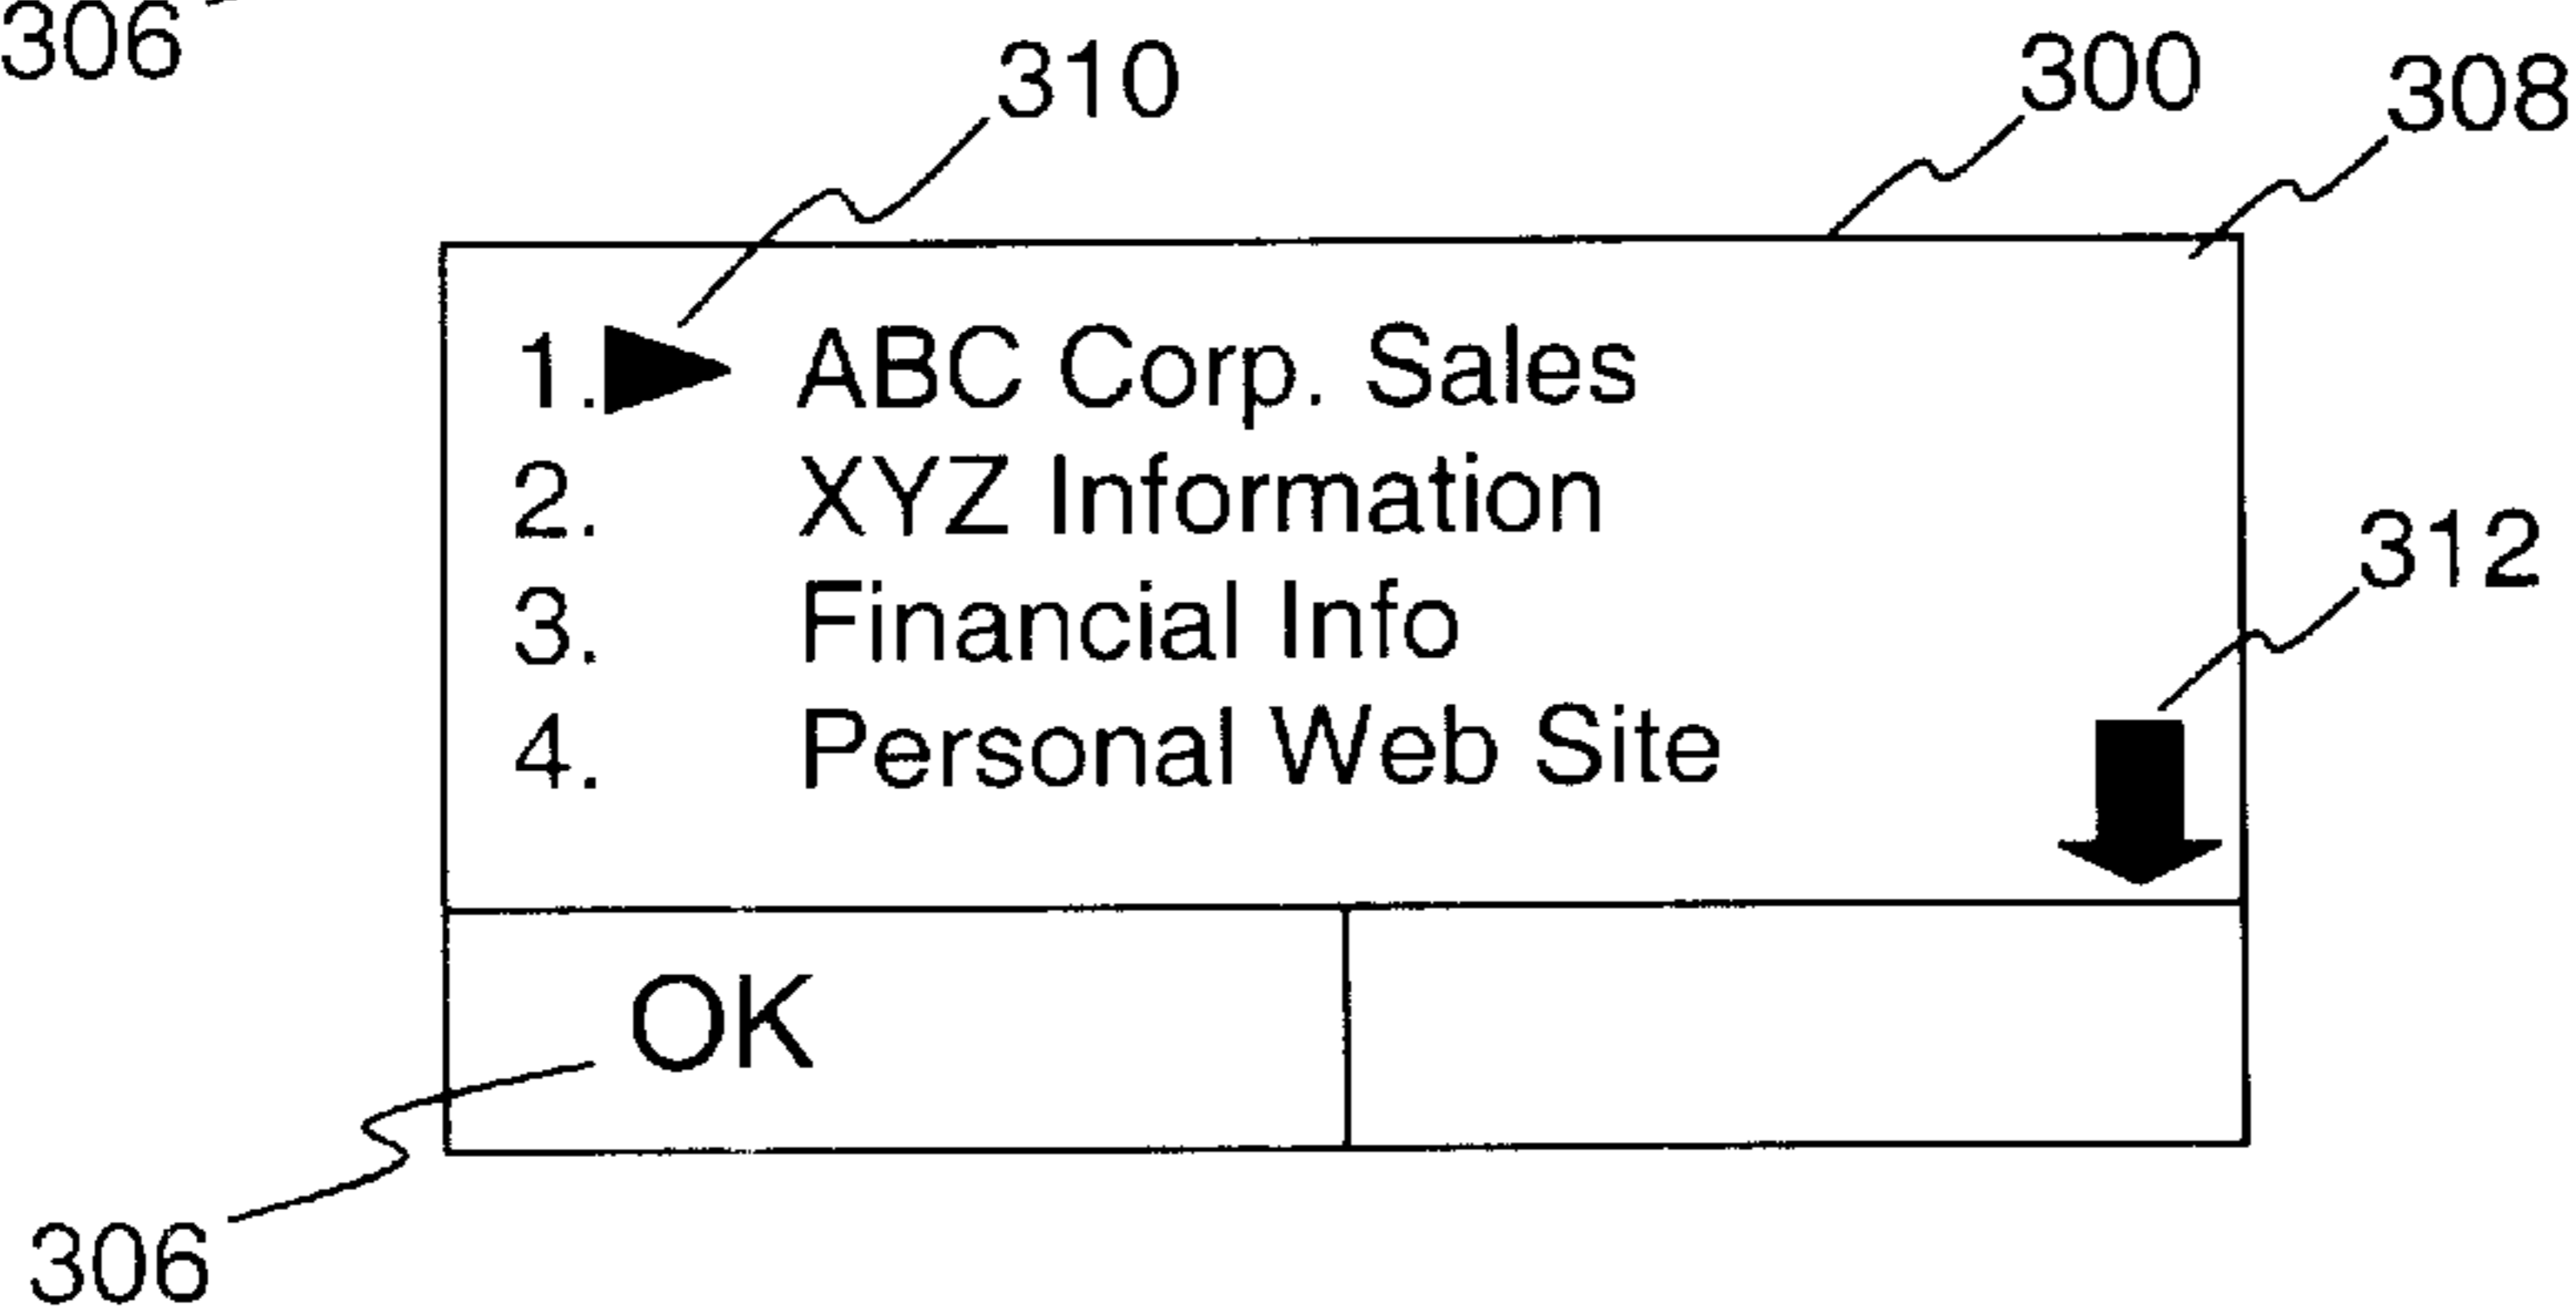 306
310
300
308
1. ABC Corp. Sales
2. XYZ Information
3. Financial Info
4. Personal Web Site
312
OK
306